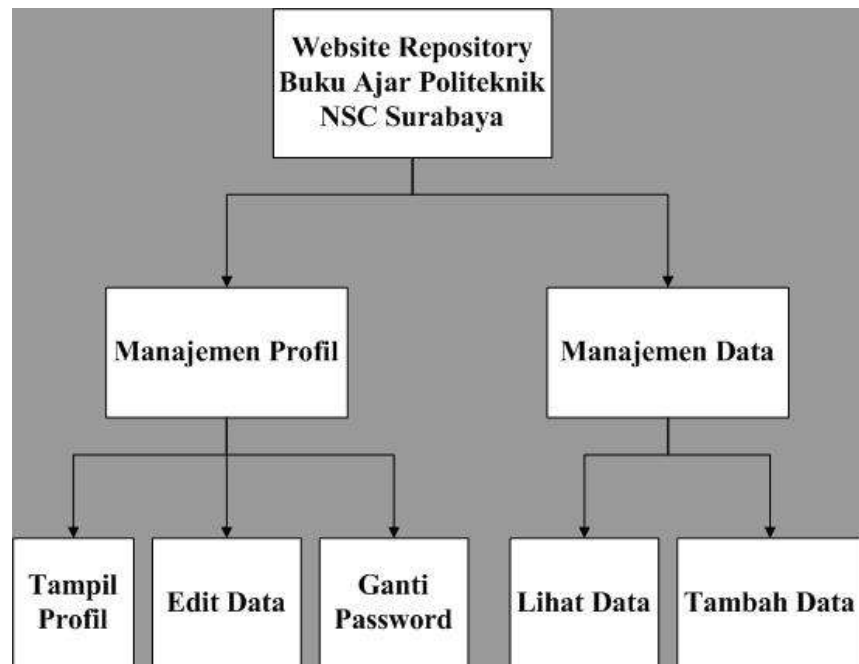 Website Repository
Buku Ajar Politeknik
NSC Surabaya
Manajemen Profil
Manajemen Data
Tampil
Profil
Edit Data
Ganti
Password
Lihat Data
Tambah Data